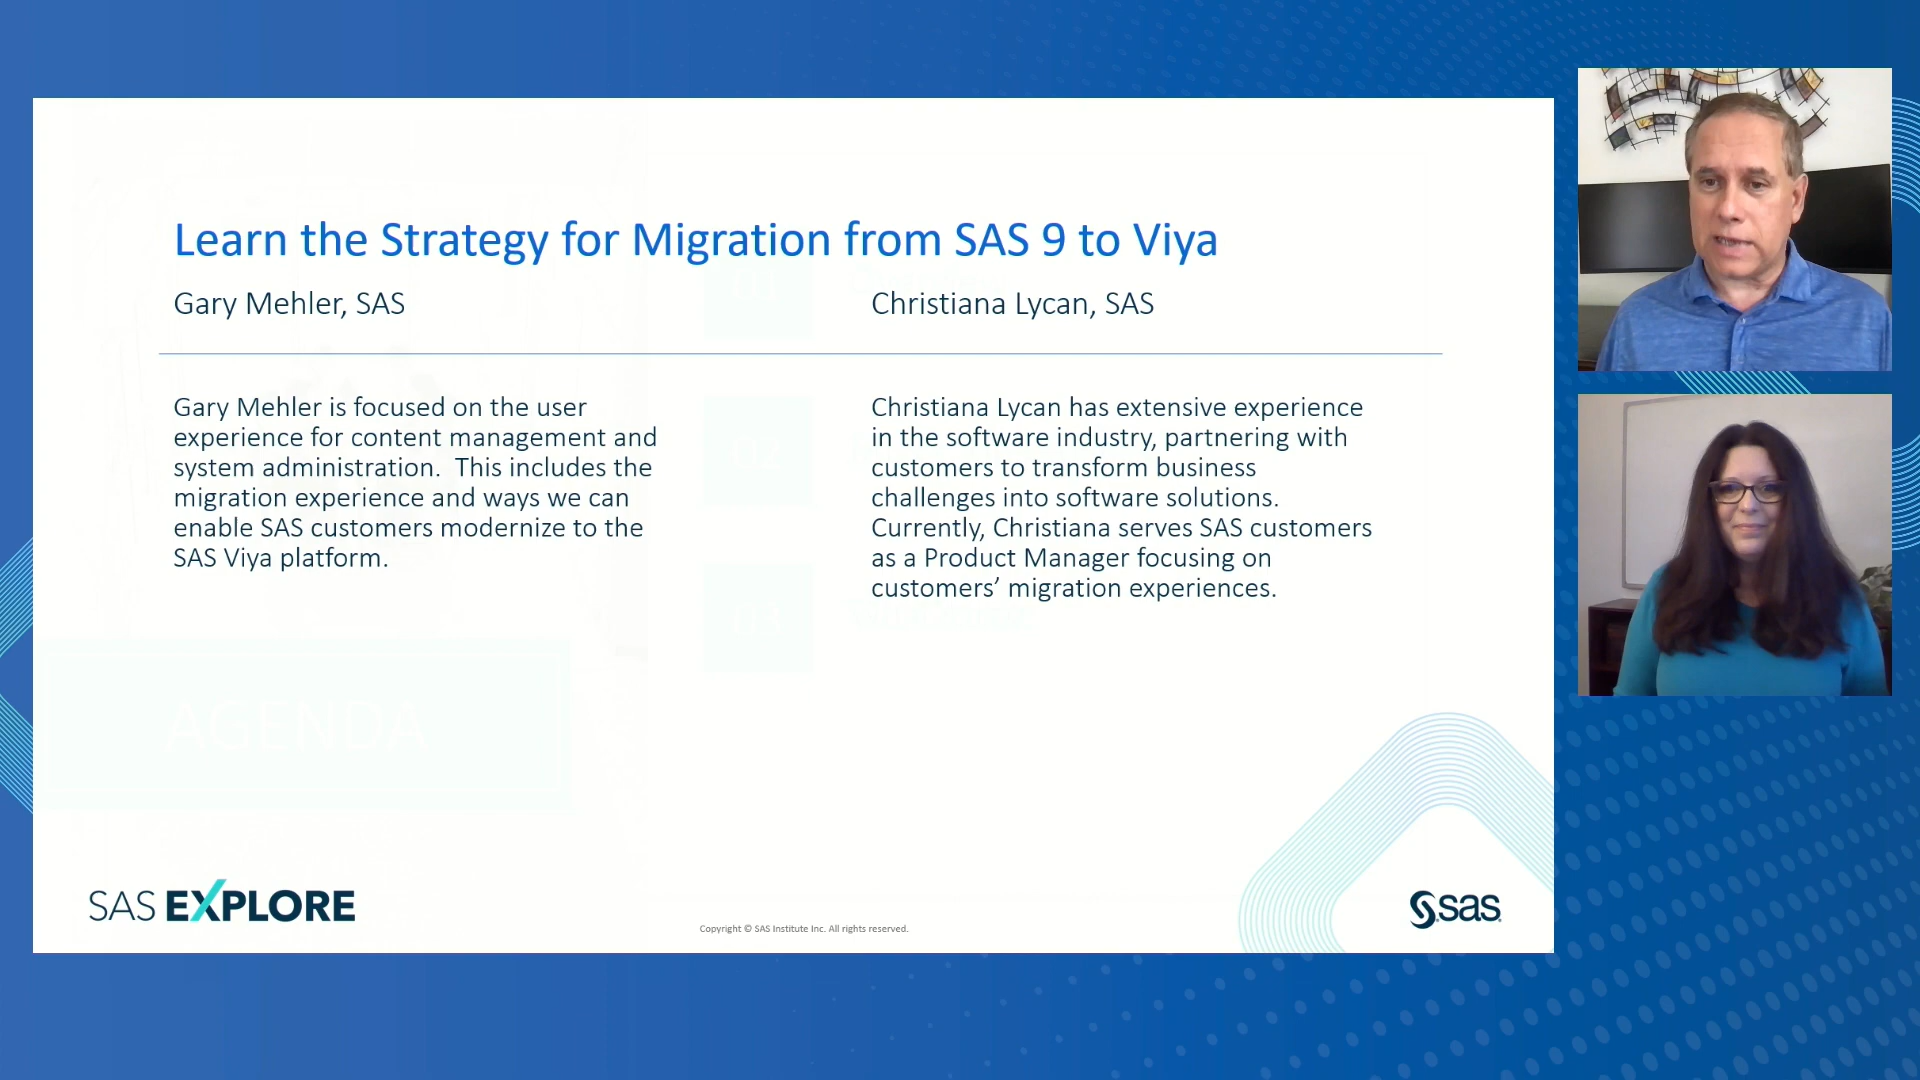 Learn the Strategy for Migration from SAS 9 to Viya
Gary Mehler, SAS
Christiana Lycan, SAS
Gary Mehler is focused on the user
experience for content management and
system administration.  This includes the
migration experience and ways we can
enable SAS customers modernize to the
SAS Viya platform.
Christiana Lycan has extensive experience
in the software industry, partnering with
customers to transform business
challenges into software solutions.
Currently, Christiana serves SAS customers
as a Product Manager focusing on
customers’ migration experiences.
01
02
03
AGENDA
SAS EXPLORE
Copyright © SAS Institute Inc. All rights reserved.
sas